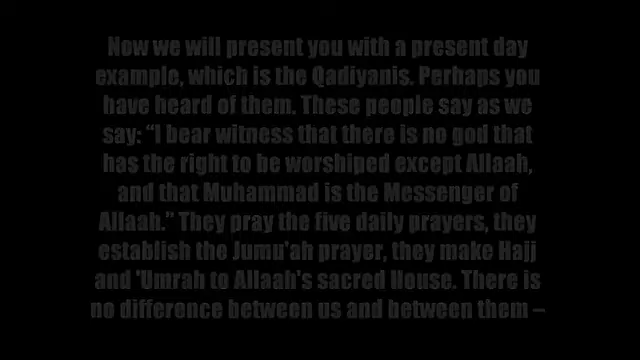 Now we will present you with a present day
example, which is the Qadiyanis. Perhaps you
have heard of them. These people say as we
say: “I bear witness that there is no god that
has the right to be worshiped except Allaah,
and that Muhammad is the Messenger of
Allaah.” They pray the five daily prayers, they
establish the Jumu'ah prayer, they make Hajj
and 'Umrah to Allaah's sacred House. There is
no difference between us and between them –